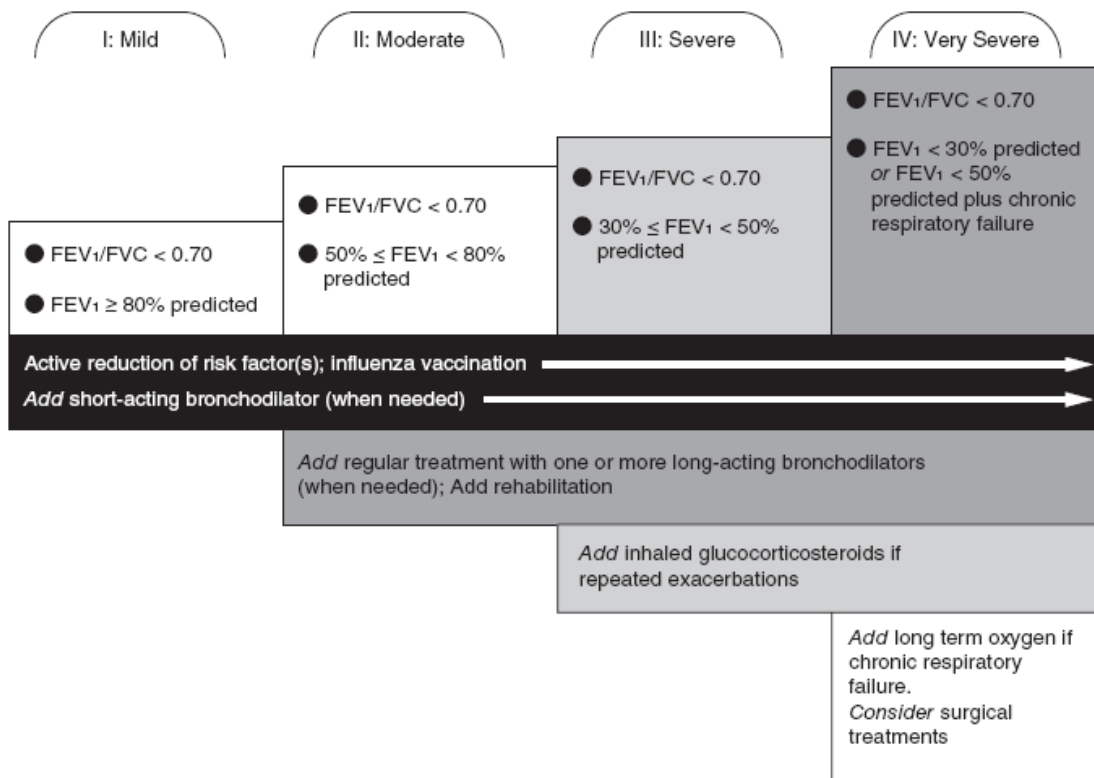 I: Mild
II: Moderate
III: Severe
IV: Very Severe
● FEV₁/FVC < 0.70
● FEV₁ ≥ 80% predicted
● FEV₁/FVC < 0.70
● 50% ≤ FEV₁ < 80%
predicted
● FEV₁/FVC < 0.70
● 30% ≤ FEV₁ < 50%
predicted
● FEV₁/FVC < 0.70
● FEV₁ < 30% predicted
or FEV₁ < 50%
predicted plus chronic
respiratory failure
Active reduction of risk factor(s); influenza vaccination
Add short-acting bronchodilator (when needed)
Add regular treatment with one or more long-acting bronchodilators
(when needed); Add rehabilitation
Add inhaled glucocorticosteroids if
repeated exacerbations
Add long term oxygen if
chronic respiratory
failure.
Consider surgical
treatments